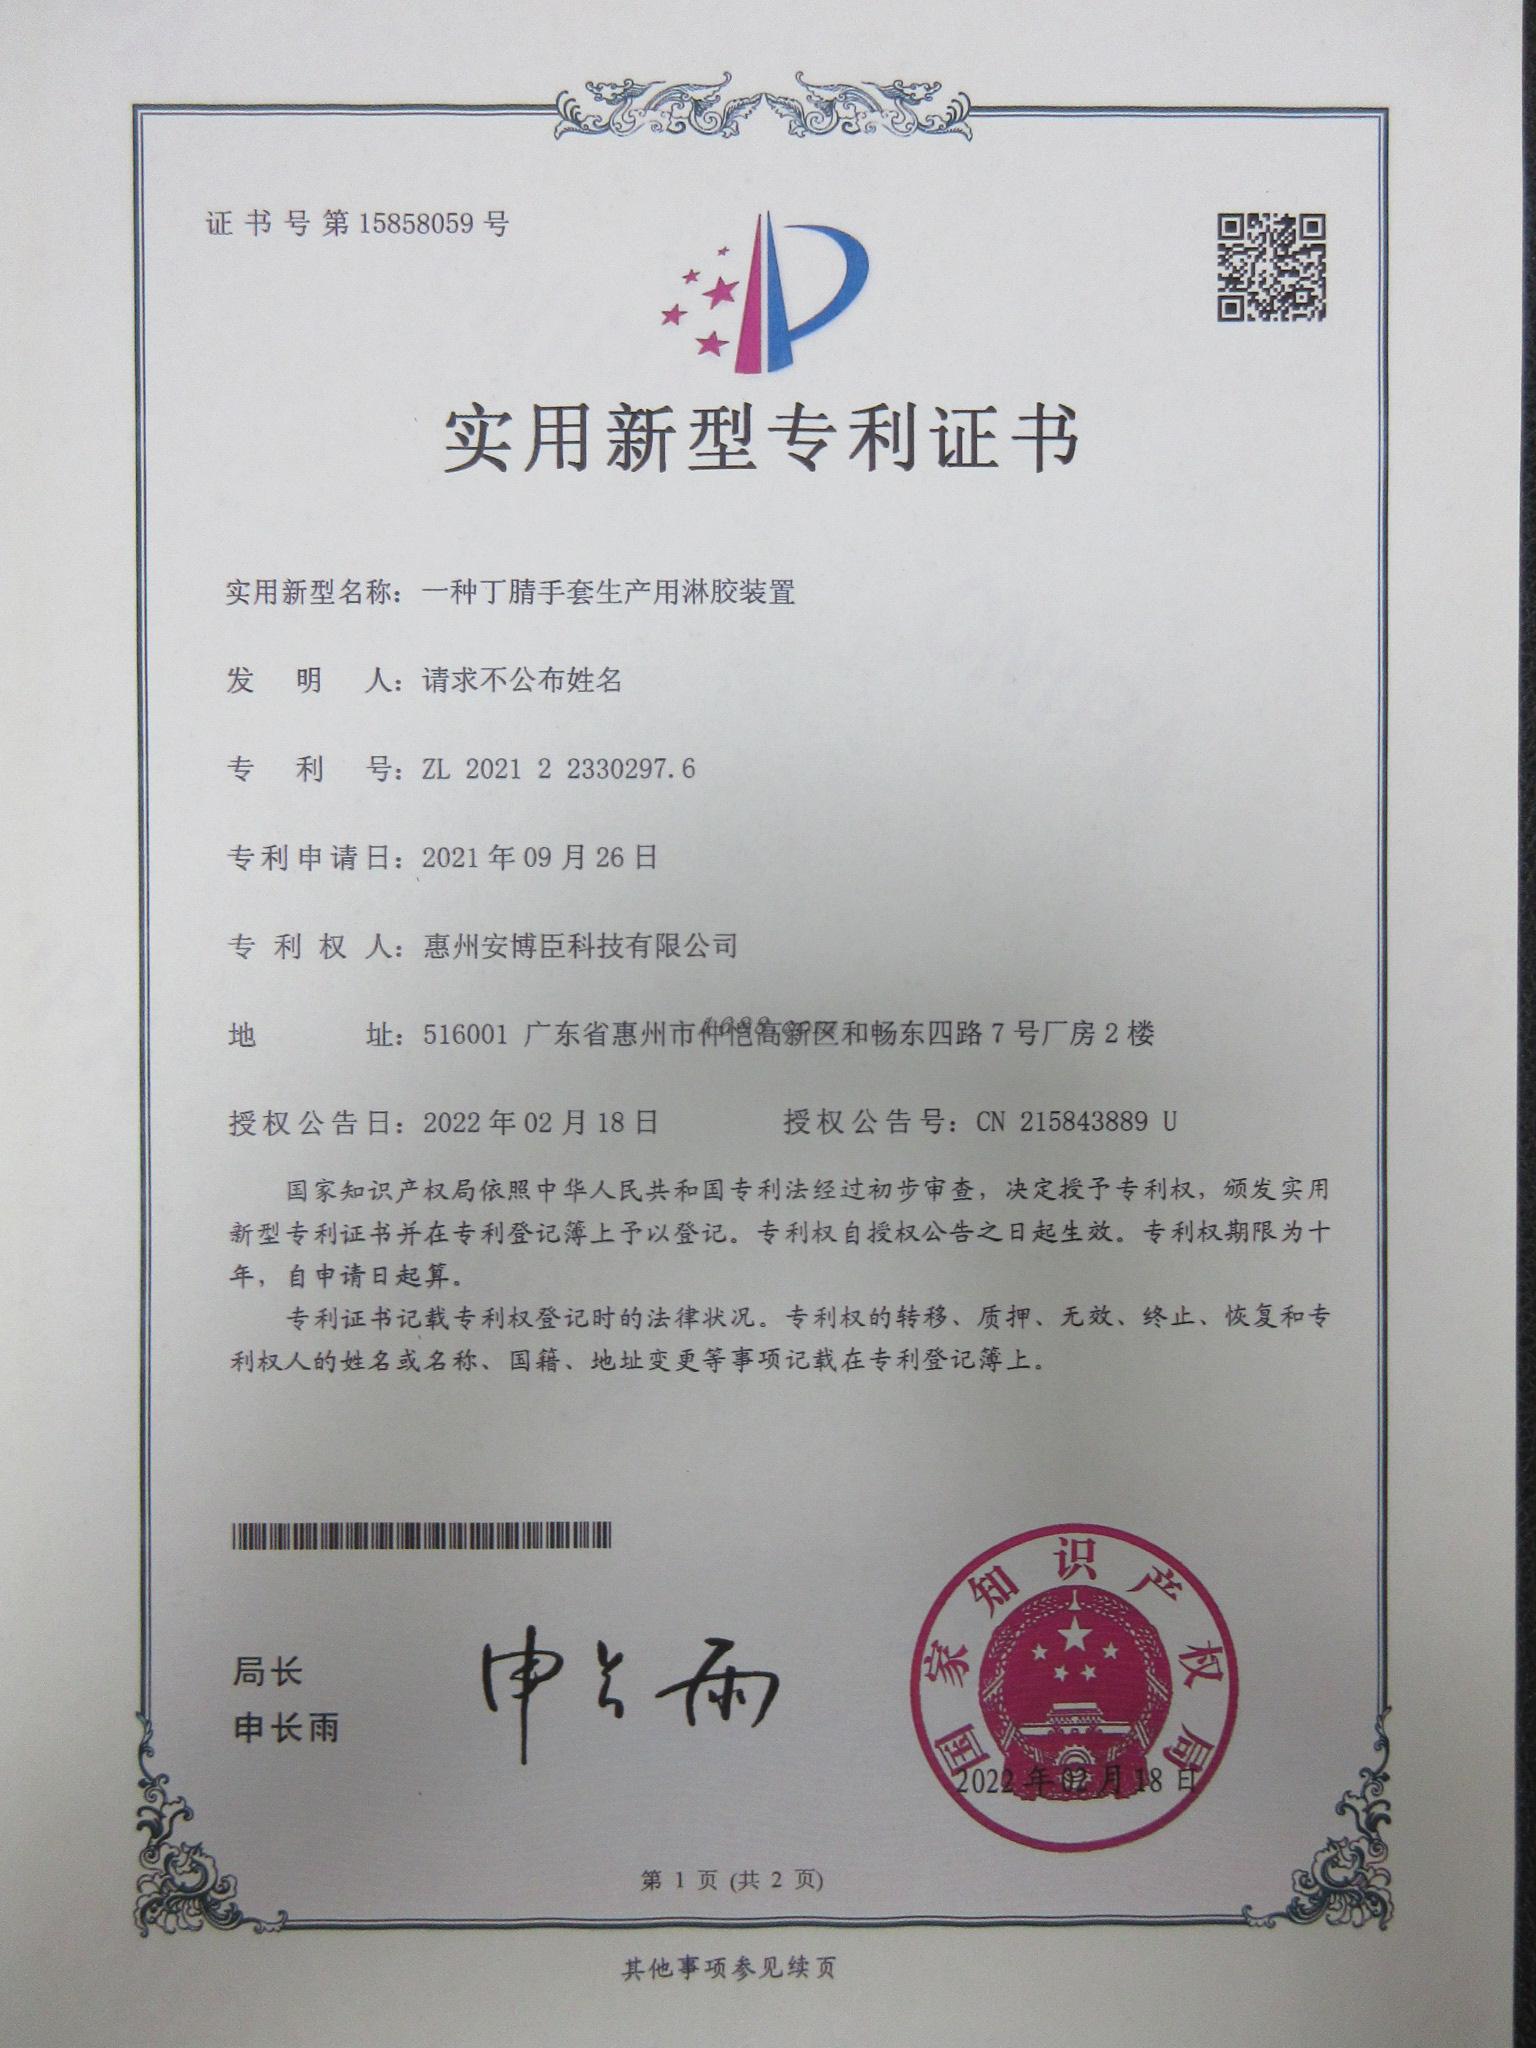 证书号第15858059号
实用新型专利证书
实用新型名称：一种丁腈手套生产用淋胶装置
发明人：请求不公布姓名
专利号：ZL 2021 2 2330297.6
专利申请日：2021年09月26日
专利权人：惠州安博臣科技有限公司
地址：516001 广东省惠州市仲恺高新区和畅东四路7号厂房2楼
1688.com
授权公告日：2022年02月18日 授权公告号：CN 215843889 U
国家知识产权局依照中华人民共和国专利法经过初步审查，决定授予专利权，颁发实用
新型专利证书并在专利登记簿上予以登记。专利权自授权公告之日起生效。专利权期限为十
年，自申请日起算。
专利证书记载专利权登记时的法律状况。专利权的转移、质押、无效、终止、恢复和专
利权人的姓名或名称、国籍、地址变更等事项记载在专利登记簿上。
局长
申长雨
申长雨
国家知识产权局
2022年02月18日
第 1 页 (共 2 页)
其他事项参见续页